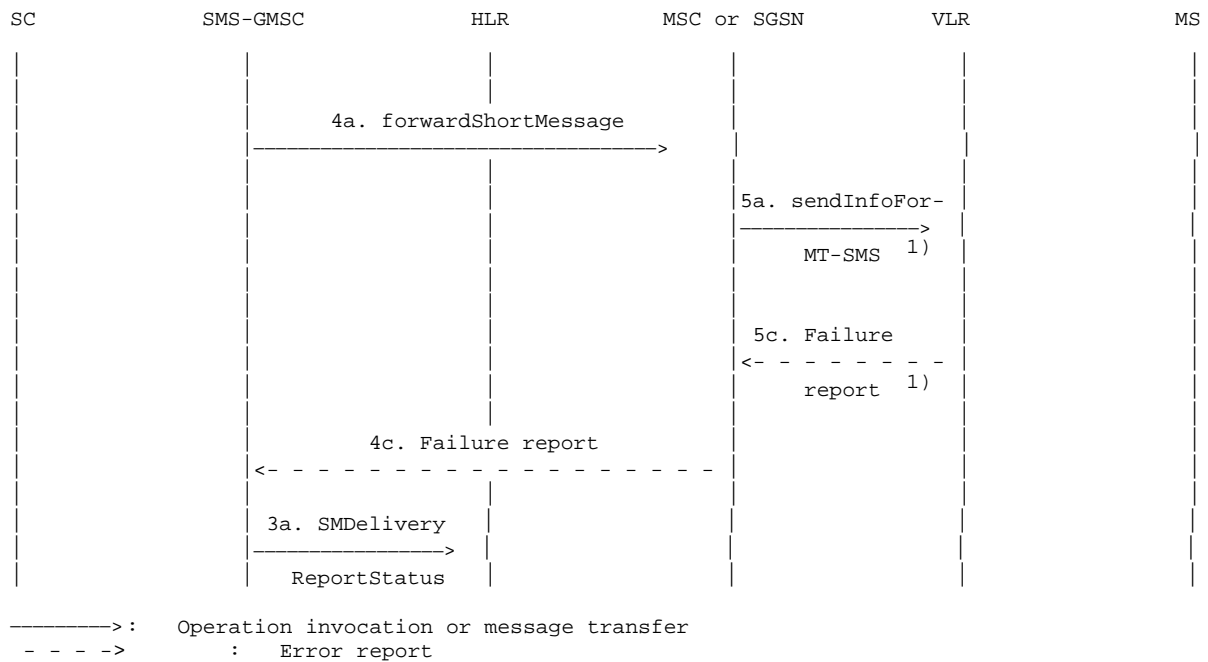 SC SMS-GMSC HLR MSC or SGSN VLR MS
4a. forwardShortMessage
5a. sendInfoFor-
MT-SMS 1)
5c. Failure
report 1)
4c. Failure report
3a. SMDelivery
ReportStatus
: Operation invocation or message transfer
: Error report